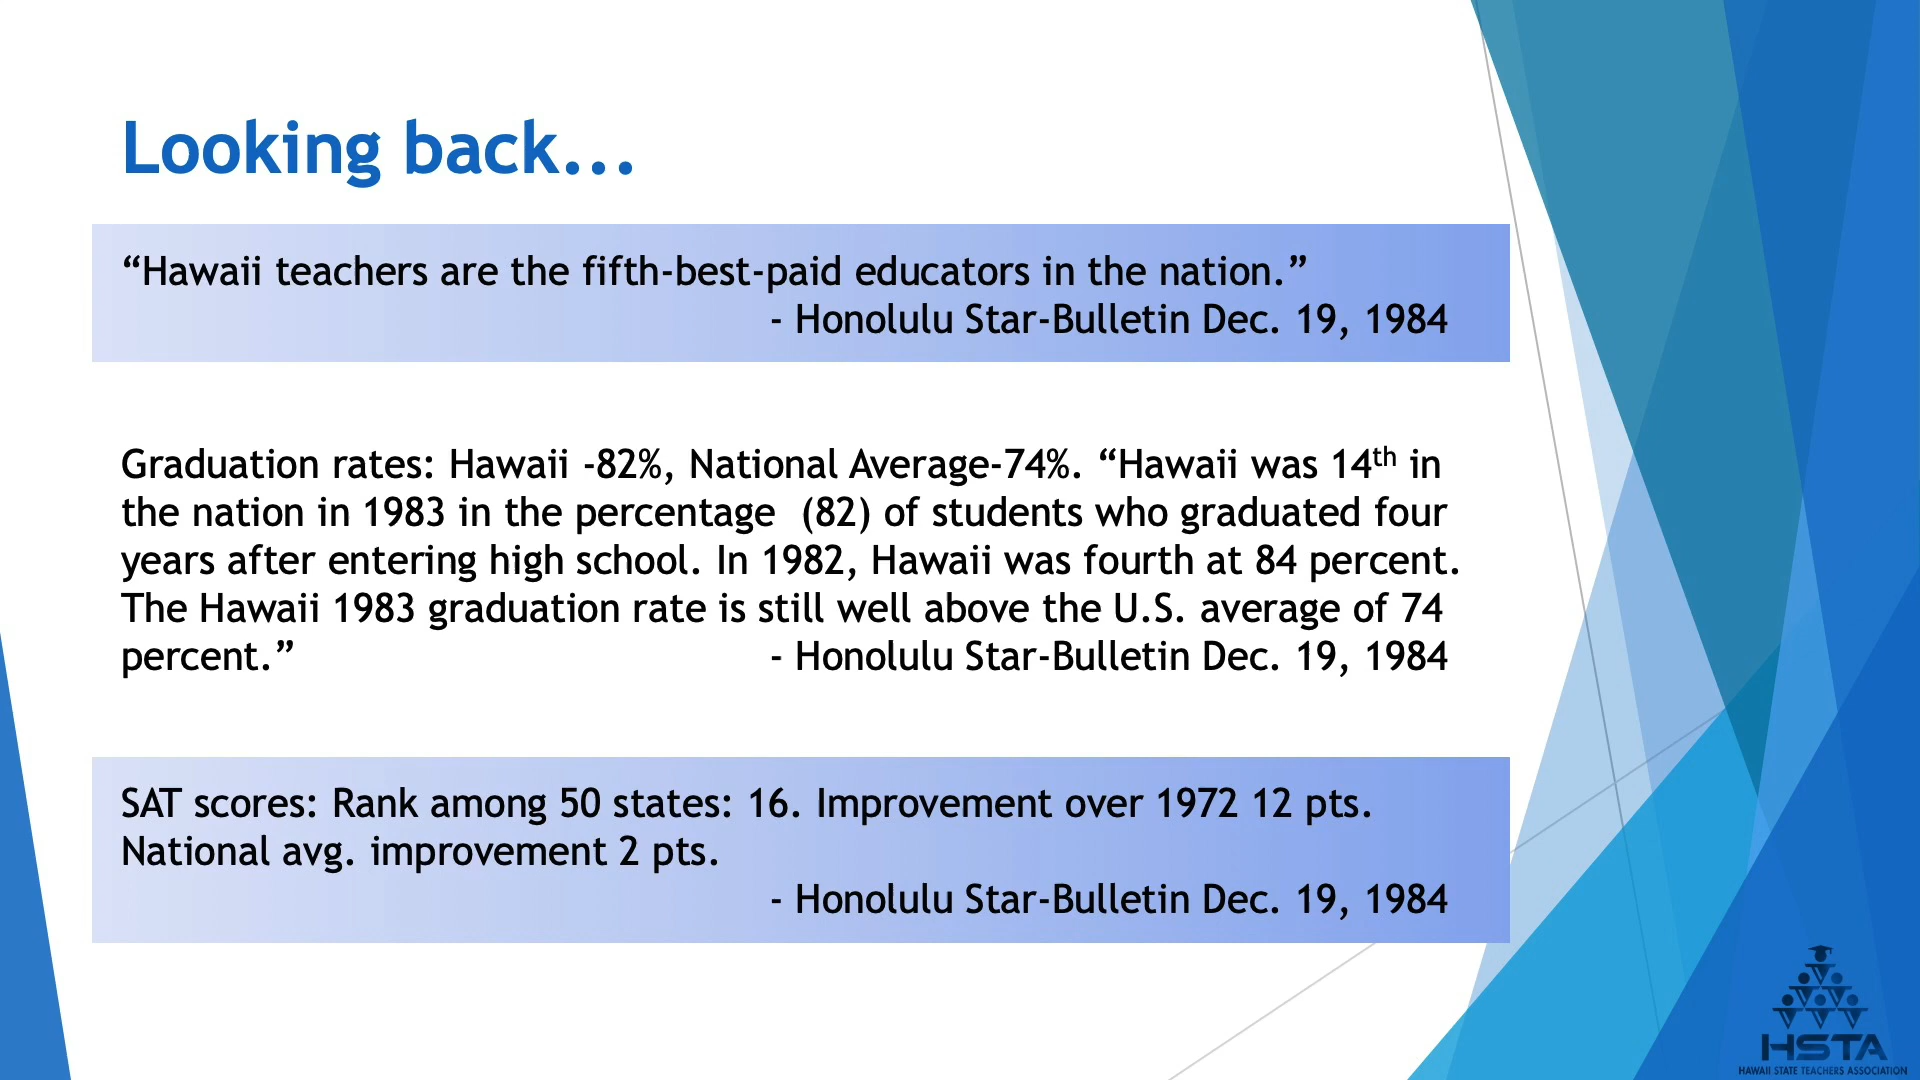 Looking back...
“Hawaii teachers are the fifth-best-paid educators in the nation.”
- Honolulu Star-Bulletin Dec. 19, 1984
Graduation rates: Hawaii -82%, National Average-74%. “Hawaii was 14th in
the nation in 1983 in the percentage  (82) of students who graduated four
years after entering high school. In 1982, Hawaii was fourth at 84 percent.
The Hawaii 1983 graduation rate is still well above the U.S. average of 74
percent.” - Honolulu Star-Bulletin Dec. 19, 1984
SAT scores: Rank among 50 states: 16. Improvement over 1972 12 pts.
National avg. improvement 2 pts.
- Honolulu Star-Bulletin Dec. 19, 1984
HSTA
HAWAII STATE TEACHERS ASSOCIATION